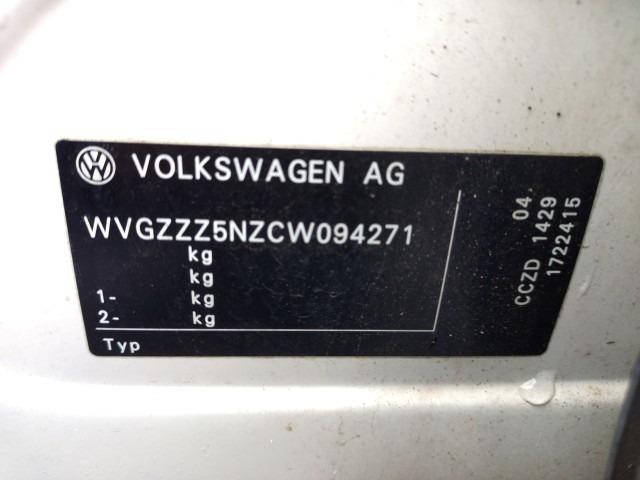 VOLKSWAGEN AG
WVGZZZ5NZCW094271
kg
kg
1- kg
2- kg
Typ
04
CCZD 1429
1722415